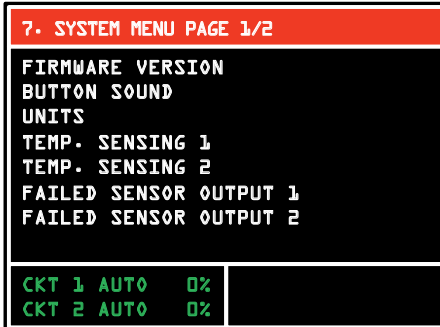 7. SYSTEM MENU PAGE 1/2
FIRMWARE VERSION
BUTTON SOUND
UNITS
TEMP. SENSING 1
TEMP. SENSING 2
FAILED SENSOR OUTPUT 1
FAILED SENSOR OUTPUT 2
CKT 1 AUTO 0%
CKT 2 AUTO 0%